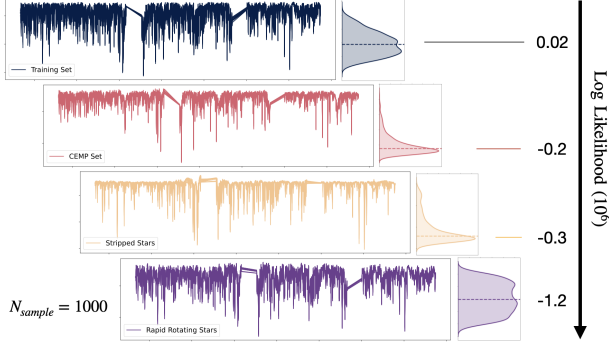 Training Set
0.02
CEMP Set
-0.2
Stripped Stars
-0.3
Rapid Rotating Stars
-1.2
N_sample = 1000
Log Likelihood (10⁶)